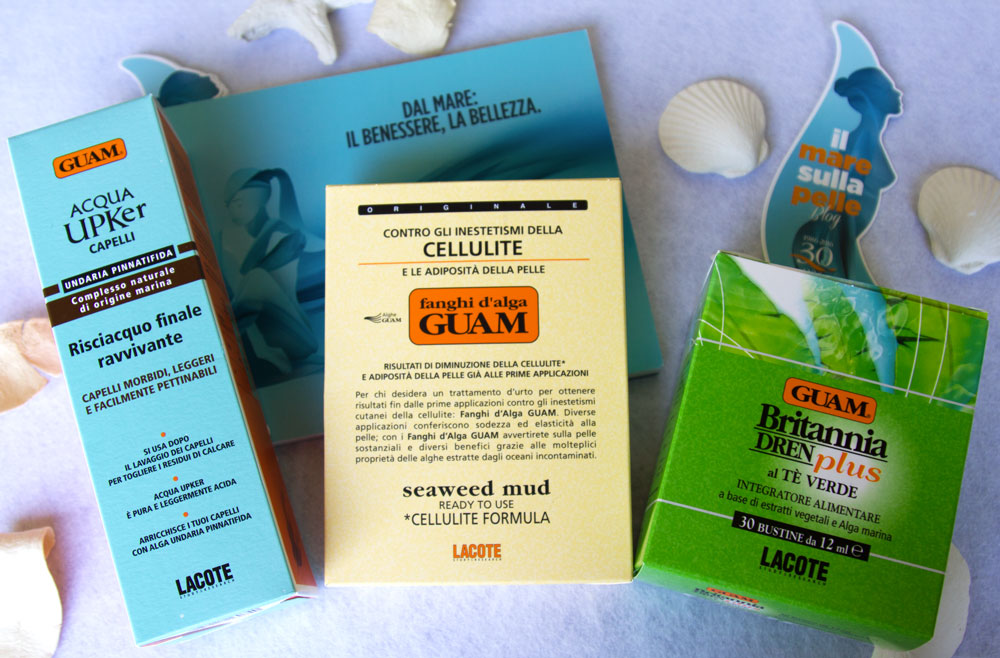 DAL MARE:
IL BENESSERE, LA BELLEZZA.
il
mare
sulla
pelle
Blog
30
GUAM
ACQUA
UPKer
CAPELLI
UNDARIA PINNATIFIDA
Complesso naturale
di origine marina
Risciacquo finale
ravvivante
CAPELLI MORBIDI, LEGGERI
E FACILMENTE PETTINABILI
SI USA DOPO
IL LAVAGGIO DEI CAPELLI
PER TOGLIERE I RESIDUI DI CALCARE
ACQUA UPKER
È PURA E LEGGERMENTE ACIDA
ARRICCHISCE I TUOI CAPELLI
CON ALGA UNDARIA PINNATIFIDA
LACOTE
ORIGINALE
CONTRO GLI INESTETISMI DELLA
CELLULITE
E LE ADIPOSITÀ DELLA PELLE
Alghe
GUAM
fanghi d'alga
GUAM
RISULTATI DI DIMINUZIONE DELLA CELLULITE*
E ADIPOSITÀ DELLA PELLE GIÀ ALLE PRIME APPLICAZIONI
Per chi desidera un trattamento d'urto per ottenere
risultati fin dalle prime applicazioni contro gli inestetismi
cutanei della cellulite: Fanghi d'Alga GUAM. Diverse
applicazioni conferiscono sodezza ed elasticità alla
pelle; con i Fanghi d'Alga GUAM avvertirete sulla pelle
sostanziali e diversi benefici grazie alle molteplici
proprietà delle alghe estratte dagli oceani incontaminati.
seaweed mud
READY TO USE
*CELLULITE FORMULA
LACOTE
GUAM
Britannia
DREN plus
al TÈ VERDE
INTEGRATORE ALIMENTARE
a base di estratti vegetali e Alga marina
30 BUSTINE da 12 ml e
LACOTE
GUAM
Britannia